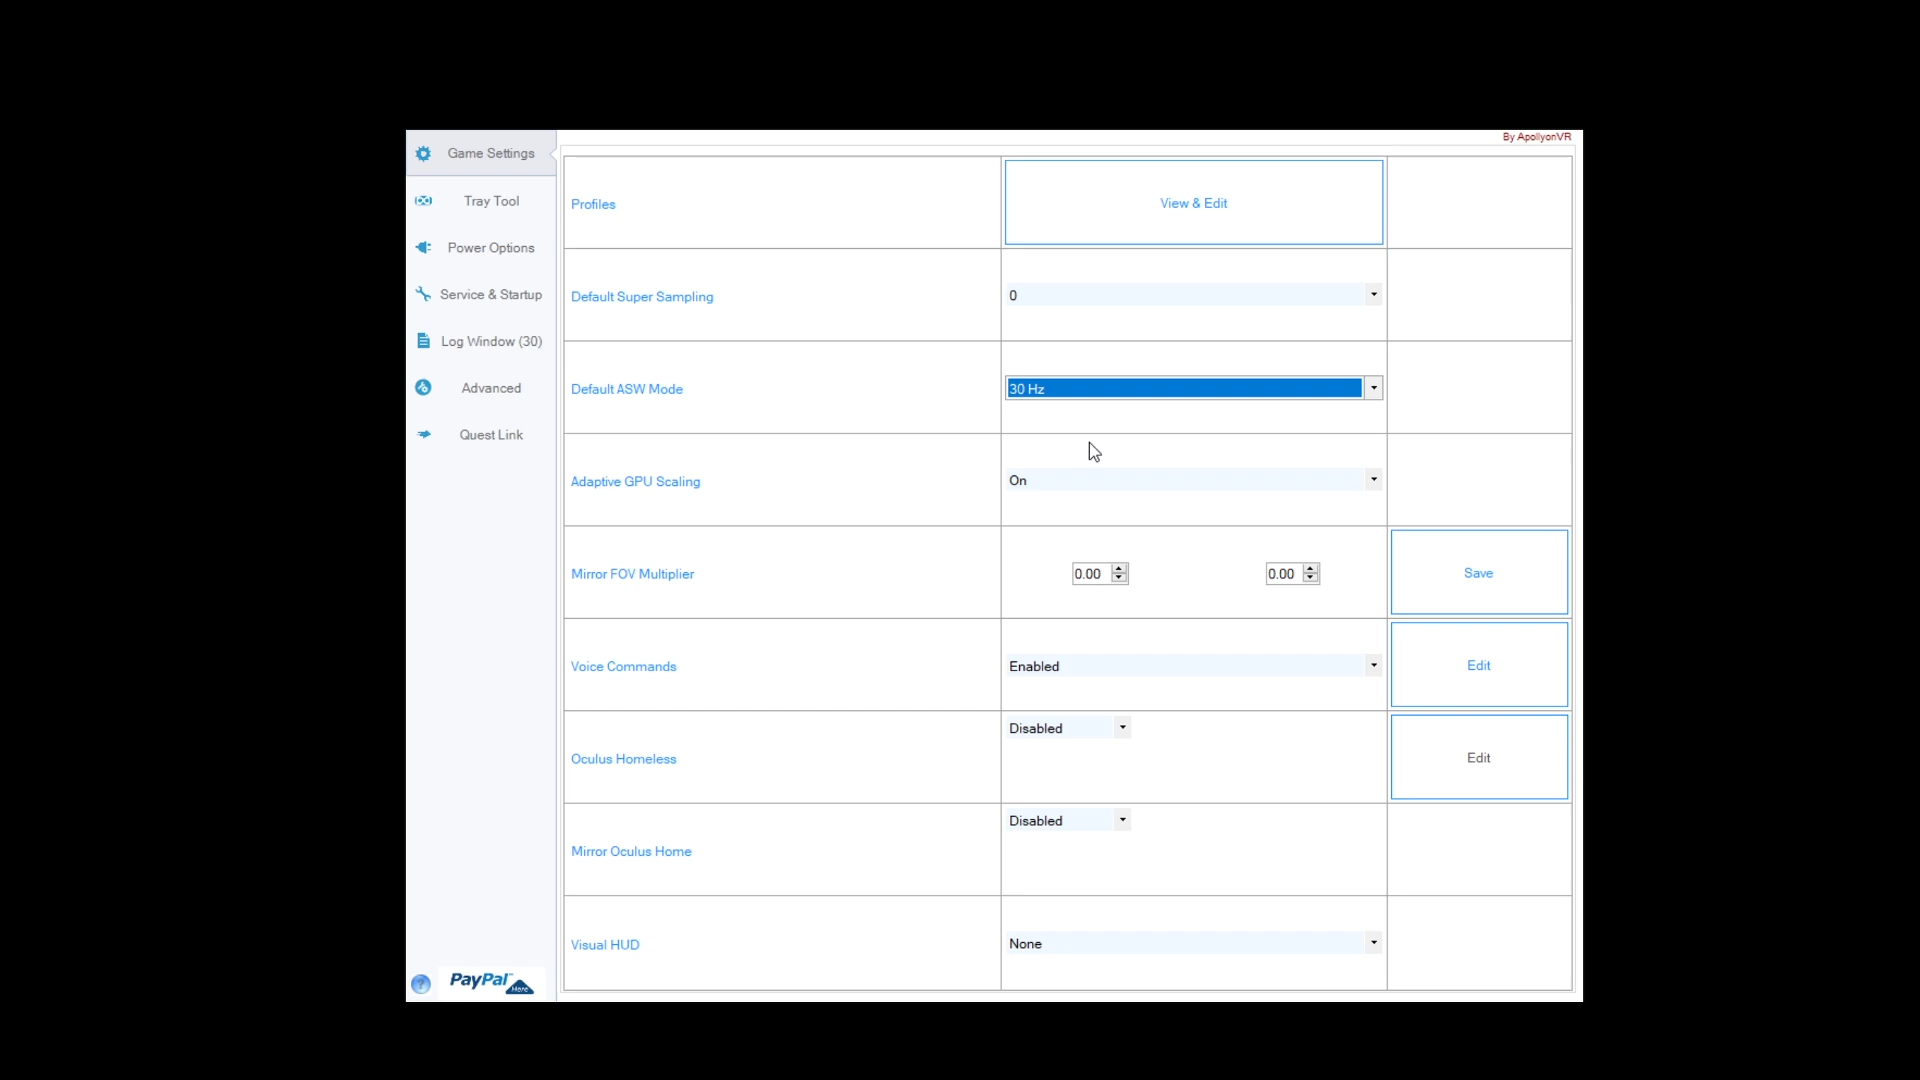 By ApollyonVR
Game Settings
Tray Tool
Power Options
Service & Startup
Log Window (30)
Advanced
Quest Link
PayPal™
Here
Profiles
View & Edit
Default Super Sampling
0
Default ASW Mode
30 Hz
Adaptive GPU Scaling
On
Mirror FOV Multiplier
0.00
0.00
Save
Voice Commands
Enabled
Edit
Oculus Homeless
Disabled
Edit
Mirror Oculus Home
Disabled
Visual HUD
None